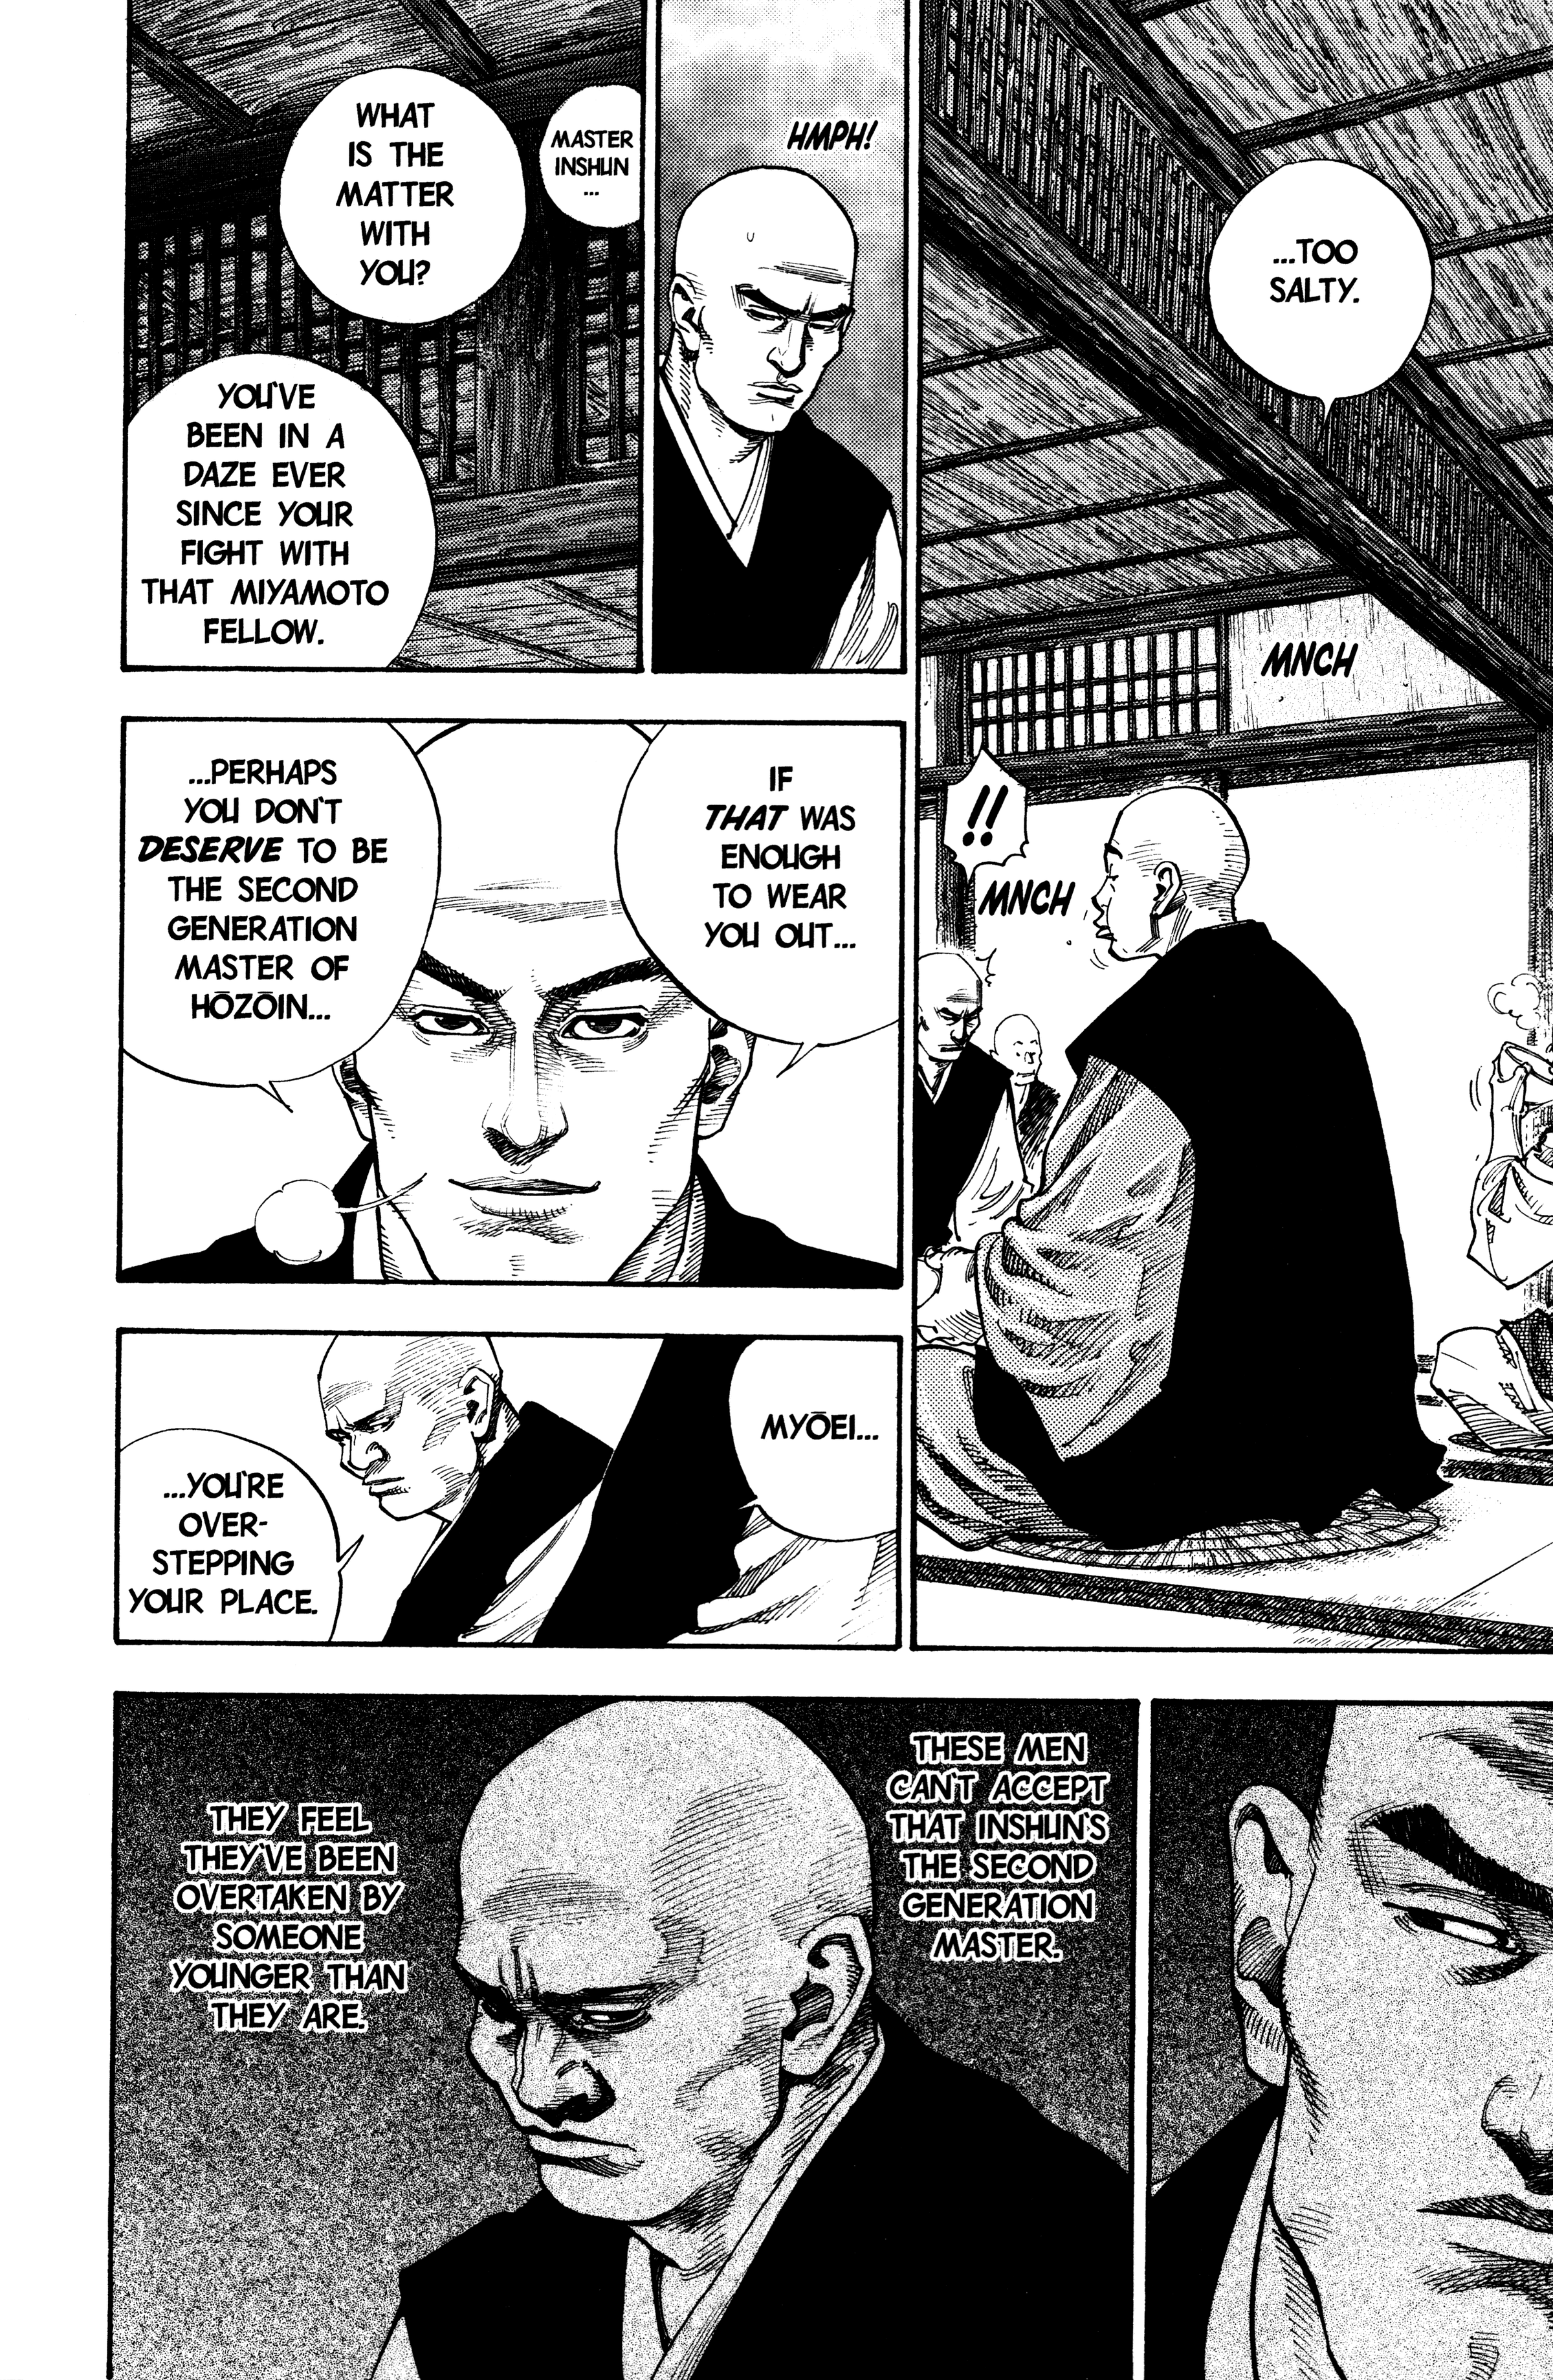 ...TOO
SALTY.
MNCH
!!
MNCH
HMPH!
MASTER
INSHUN
...
WHAT
IS THE
MATTER
WITH
YOU?
YOU'VE
BEEN IN A
DAZE EVER
SINCE YOUR
FIGHT WITH
THAT MIYAMOTO
FELLOW.
IF
THAT WAS
ENOUGH
TO WEAR
YOU OUT...
...PERHAPS
YOU DON'T
DESERVE TO BE
THE SECOND
GENERATION
MASTER OF
HŌZŌIN...
MYŌEI...
...YOU'RE
OVER-
STEPPING
YOUR PLACE.
THESE MEN
CAN'T ACCEPT
THAT INSHUN'S
THE SECOND
GENERATION
MASTER.
THEY FEEL
THEY'VE BEEN
OVERTAKEN BY
SOMEONE
YOUNGER THAN
THEY ARE.